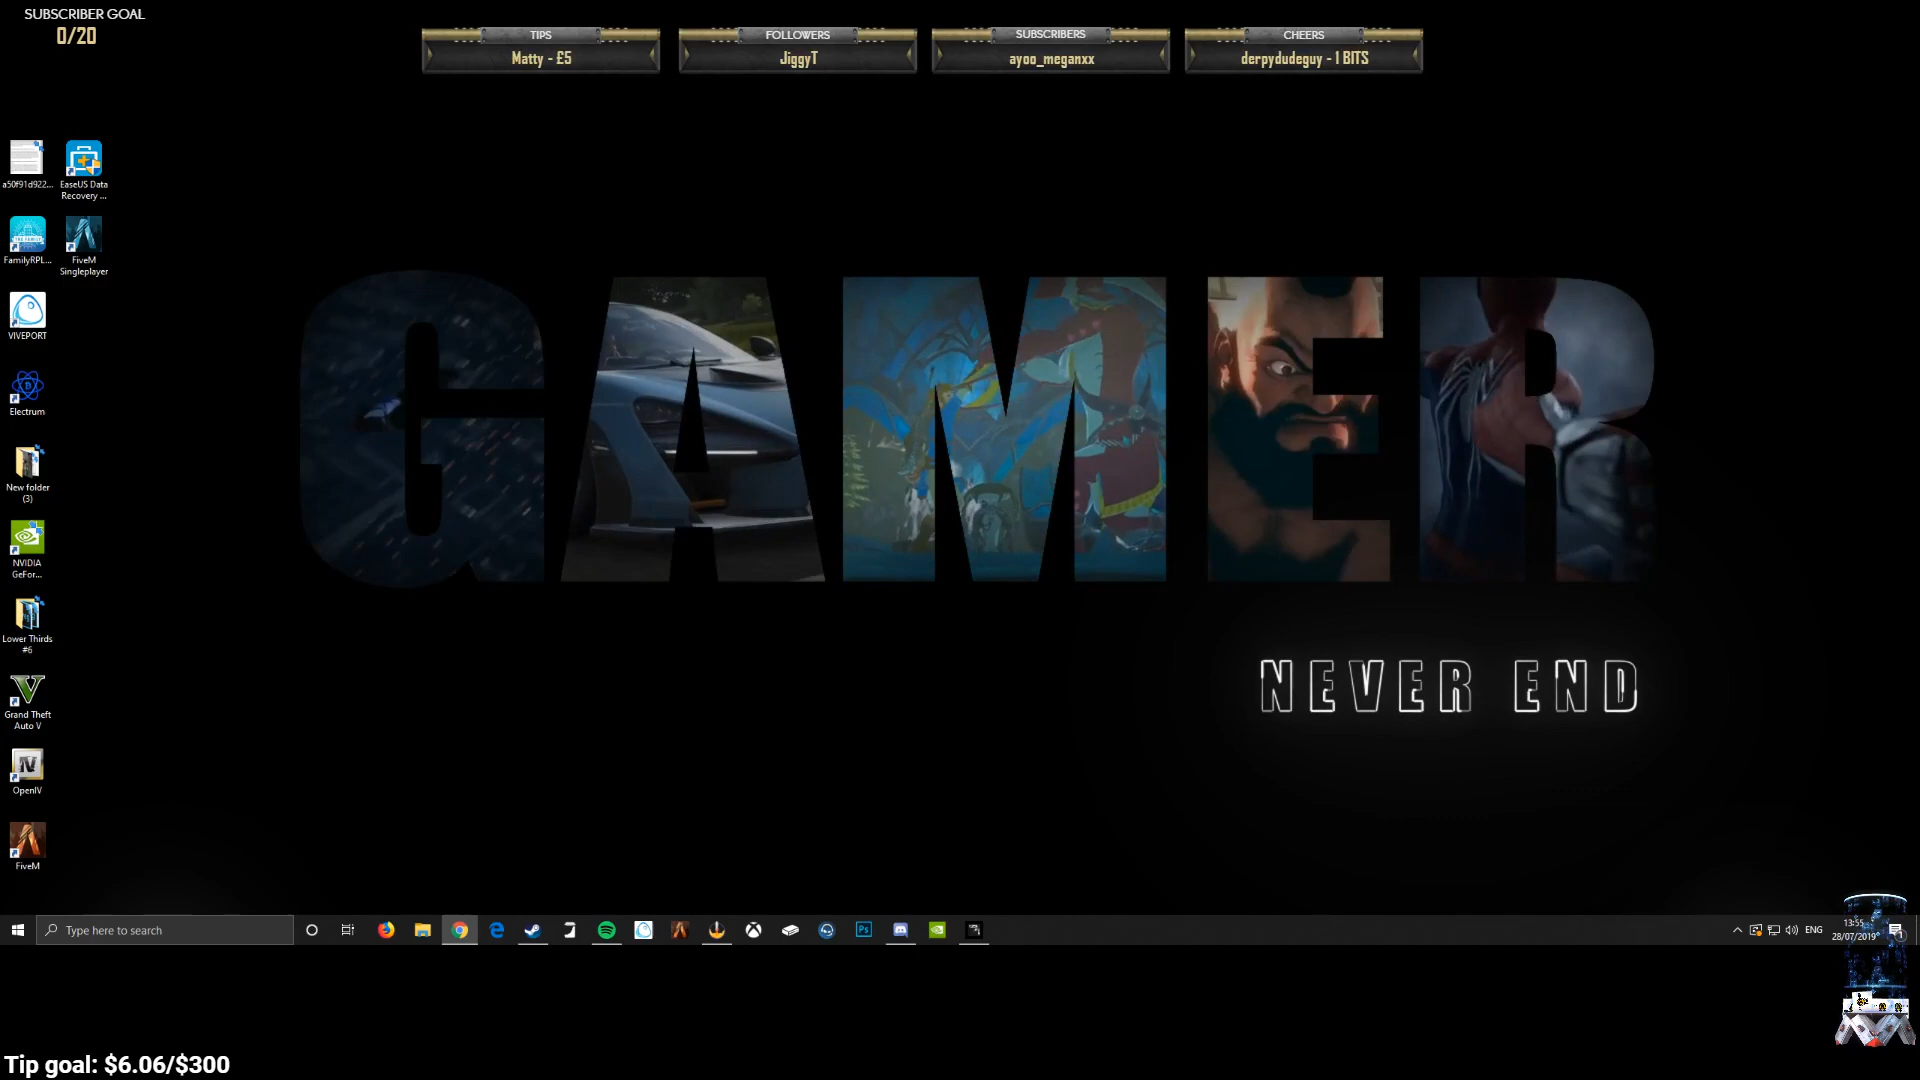 SUBSCRIBER GOAL
0/20
TIPS
Matty - £5
FOLLOWERS
JiggyT
SUBSCRIBERS
ayoo_meganxx
CHEERS
derpydudeguy - 1 BITS
a50f91d922...
EaseUS Data
Recovery ...
FamilyRPL...
FiveM
Singleplayer
VIVEPORT
Electrum
New folder
(3)
NVIDIA
GeFor...
Lower Thirds
#6
Grand Theft
Auto V
OpenIV
FiveM
GAMER
NEVER END
Type here to search
Ps
ENG
13:55
28/07/2019
Tip goal: $6.06/$300